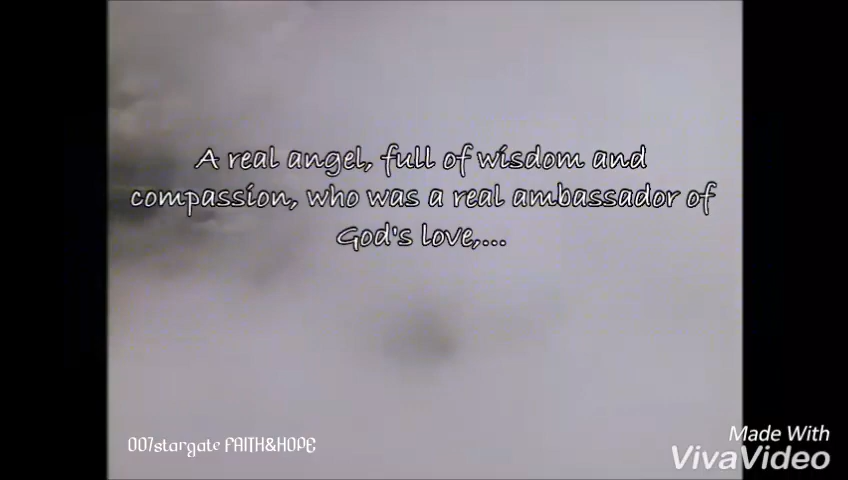 A real angel, full of wisdom and
compassion, who was a real ambassador of
God's love,...
007stargate FAITH&HOPE
Made With
VivaVideo